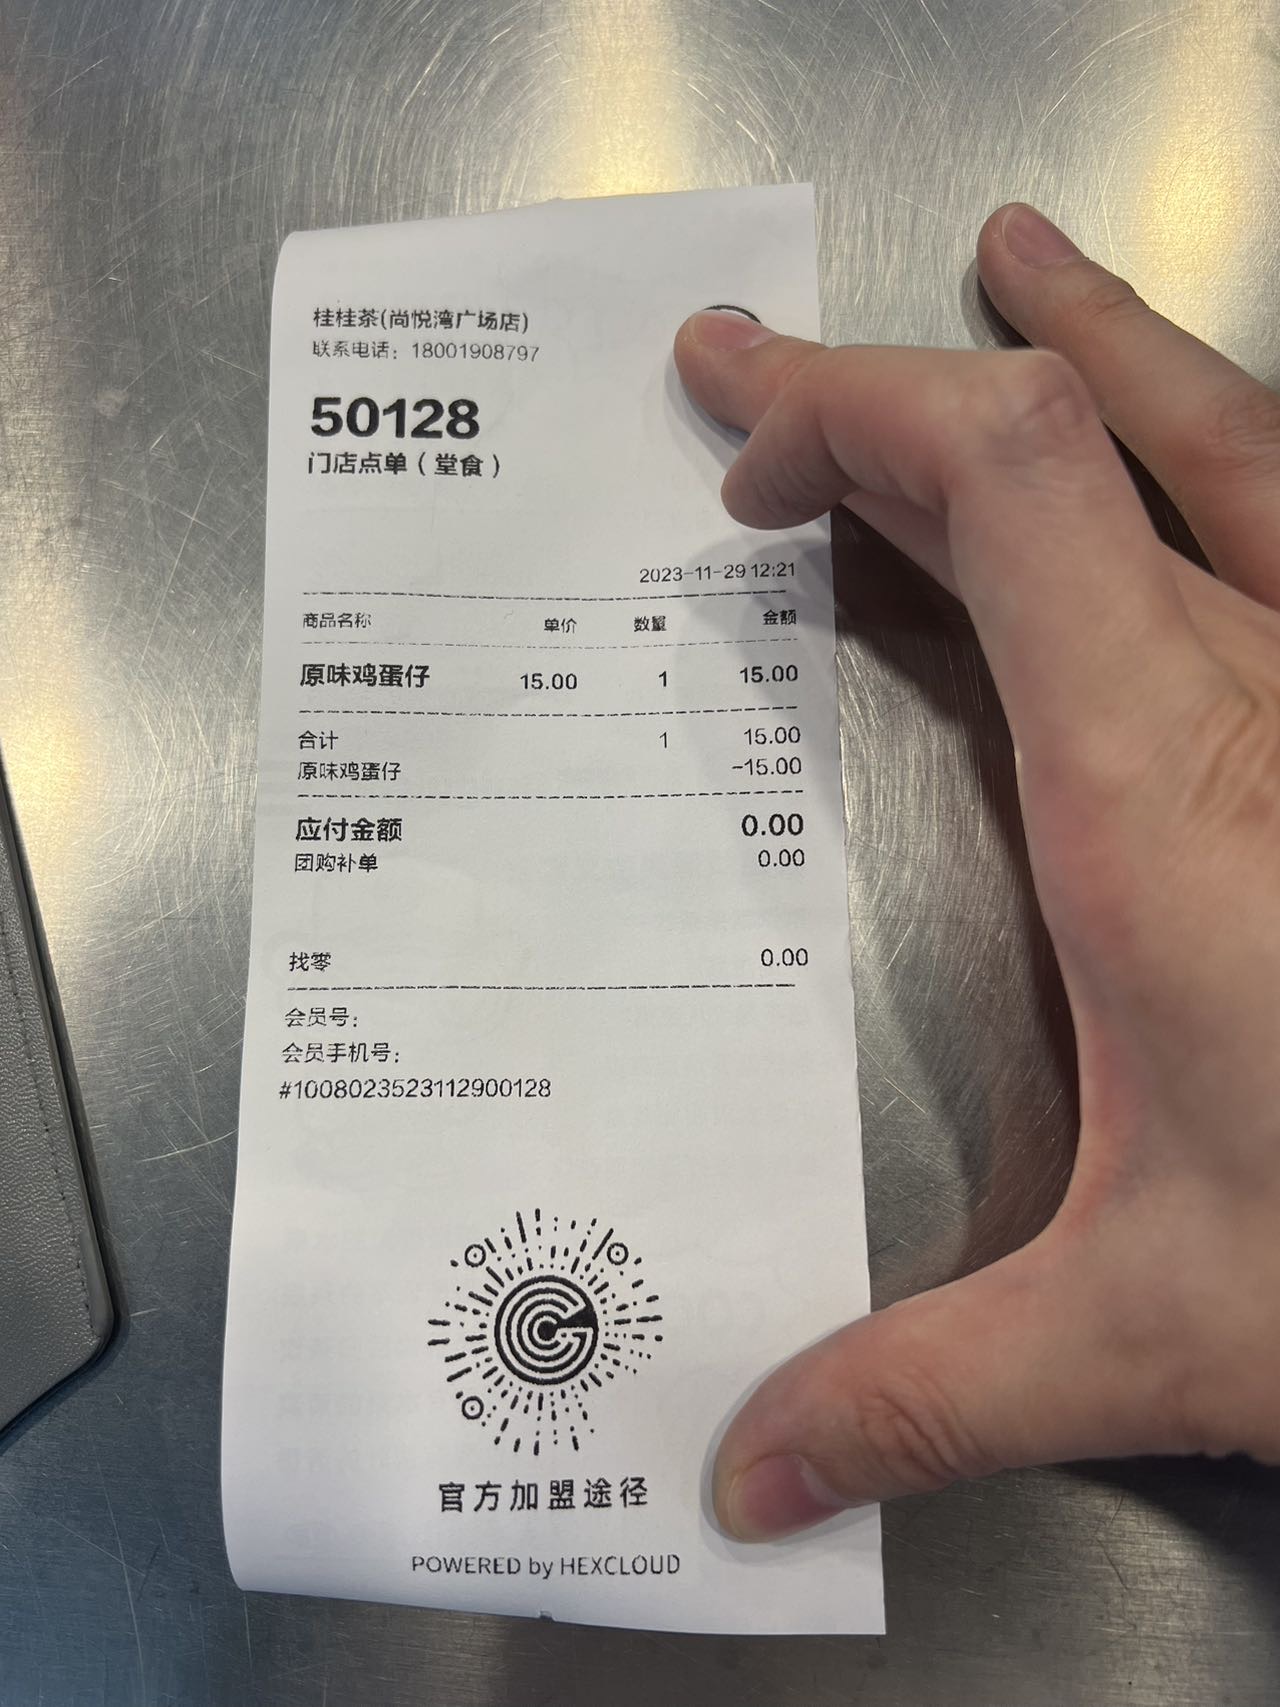 桂桂茶(尚悦湾广场店)
联系电话：18001908797
50128
门店点单（堂食）
2023-11-29 12:21
商品名称 单价 数量 金额
原味鸡蛋仔 15.00 1 15.00
合计 1 15.00
原味鸡蛋仔 -15.00
应付金额 0.00
团购补单 0.00
找零 0.00
会员号：
会员手机号：
#1008023523112900128
官方加盟途径
POWERED by HEXCLOUD